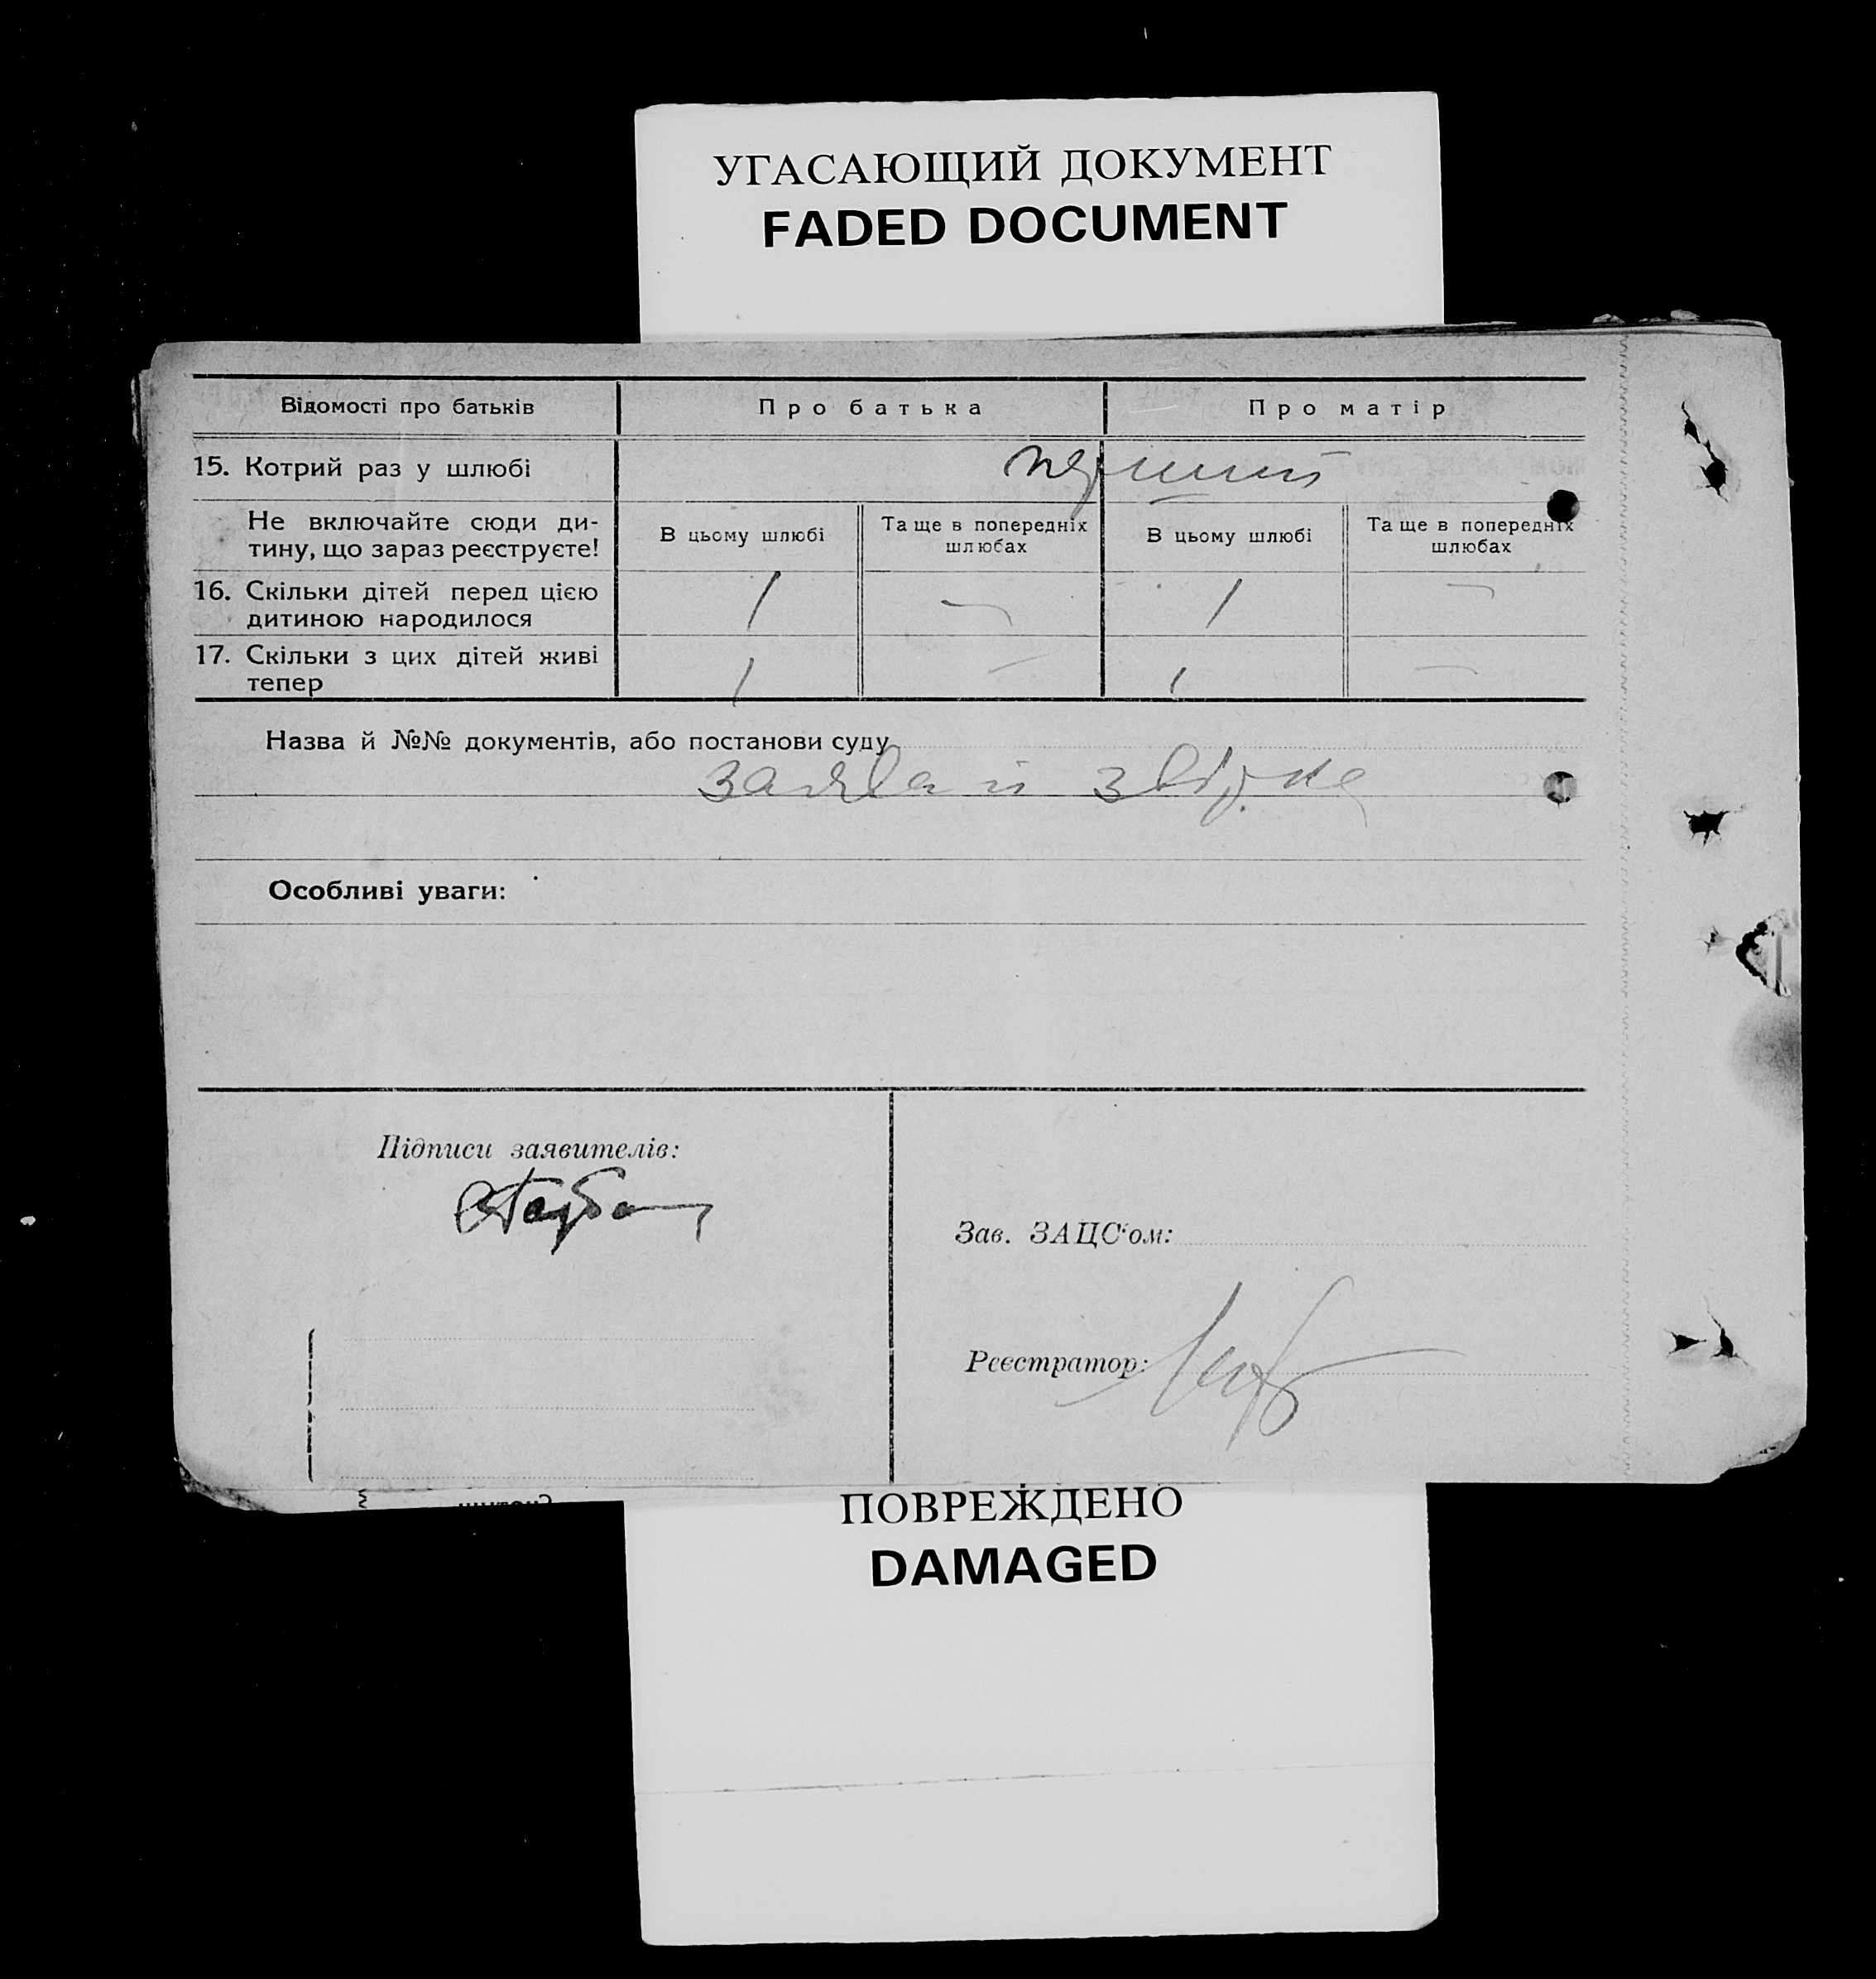 УГАСАЮЩИЙ ДОКУМЕНТ
FADED DOCUMENT
Відомості про батьків
Про батька
Про матір
15. Котрий раз у шлюбі
перший
Не включайте сюди ди-
тину, що зараз реєструєте!
В цьому шлюбі
Та ще в попередніх
шлюбах
В цьому шлюбі
Та ще в попередніх
шлюбах
16. Скільки дітей перед цією
дитиною народилося
1 — 1 —
17. Скільки з цих дітей живі
тепер
1 — 1 —
Назва й №№ документів, або постанови суду
заява й
Особливі уваги:
Підписи заявителів:
Зав. ЗАЦС‘ом:
Реєстратор:
ПОВРЕЖДЕНО
DAMAGED